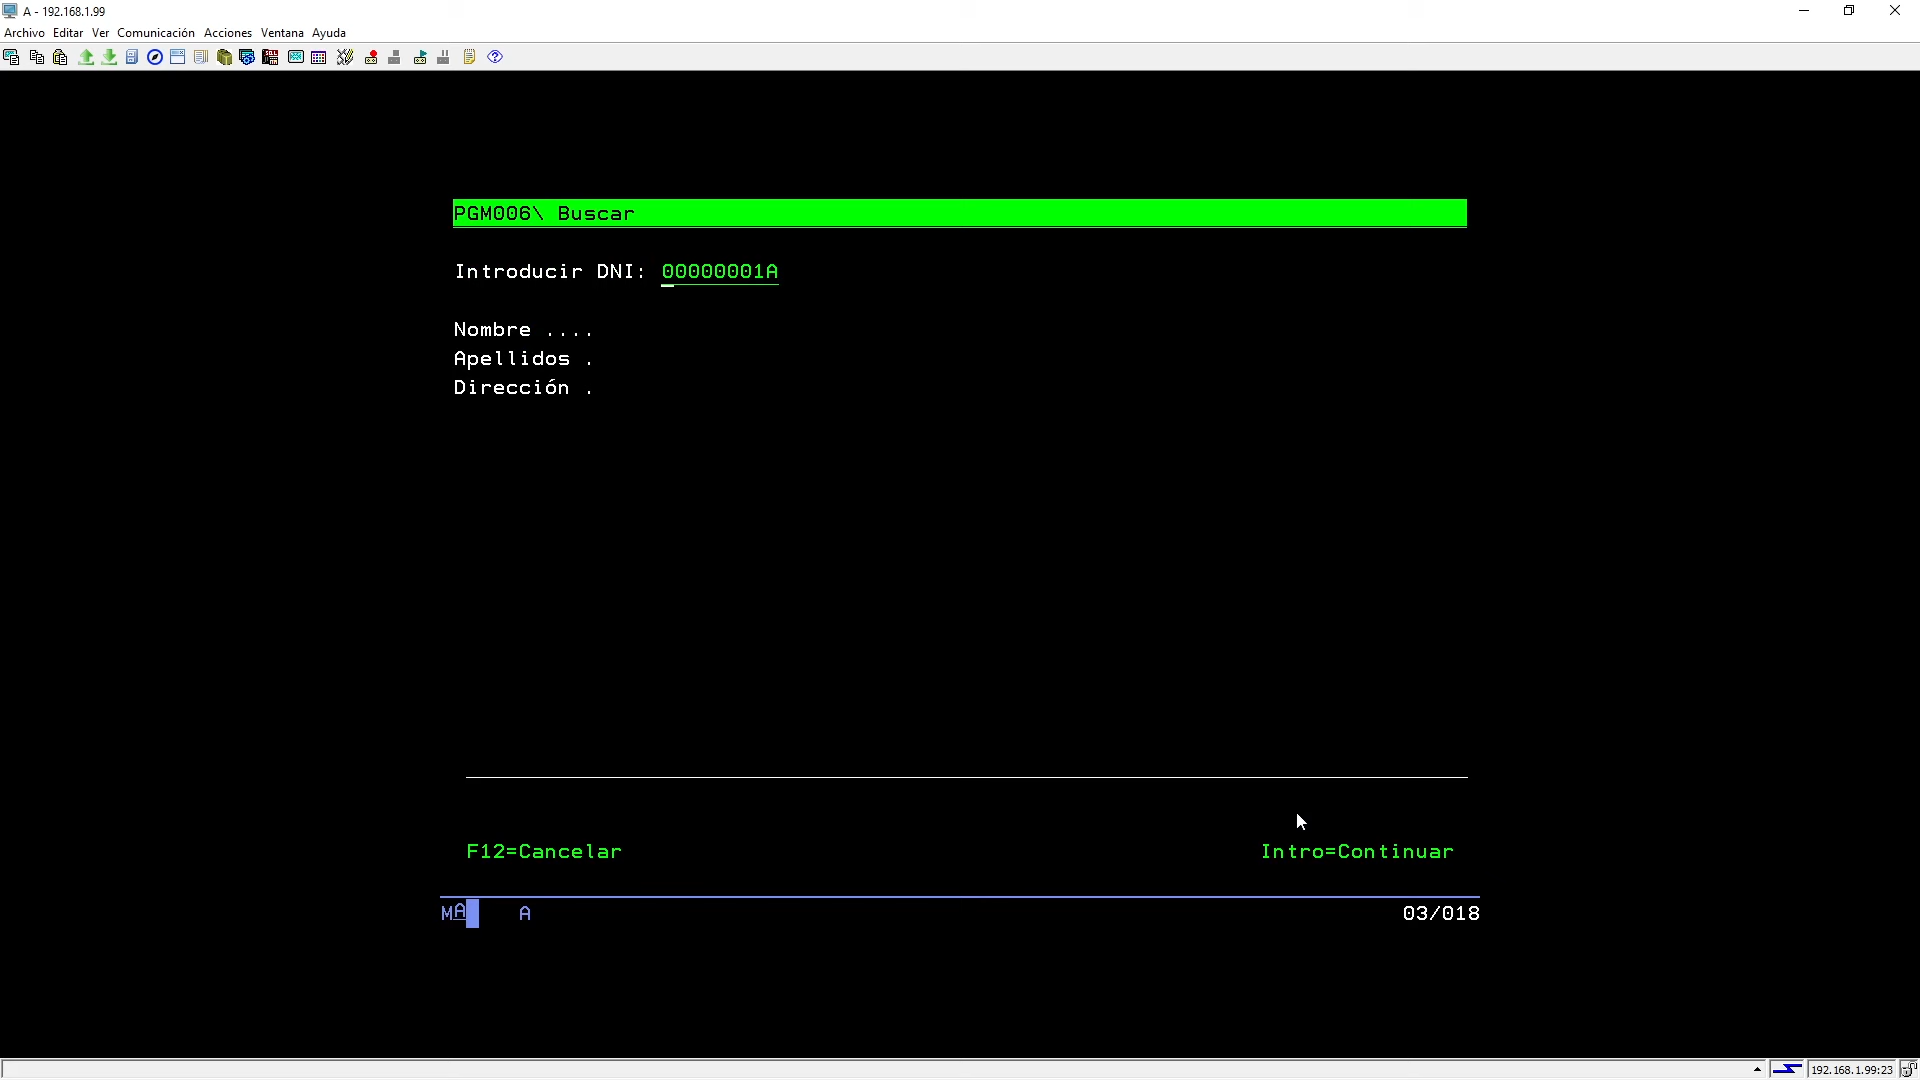 A - 192.168.1.99
Archivo Editar Ver Comunicación Acciones Ventana Ayuda
PGM006\ Buscar
Introducir DNI: 00000001A
Nombre ....
Apellidos .
Dirección .
F12=Cancelar Intro=Continuar
MA A 03/018
192.168.1.99:23